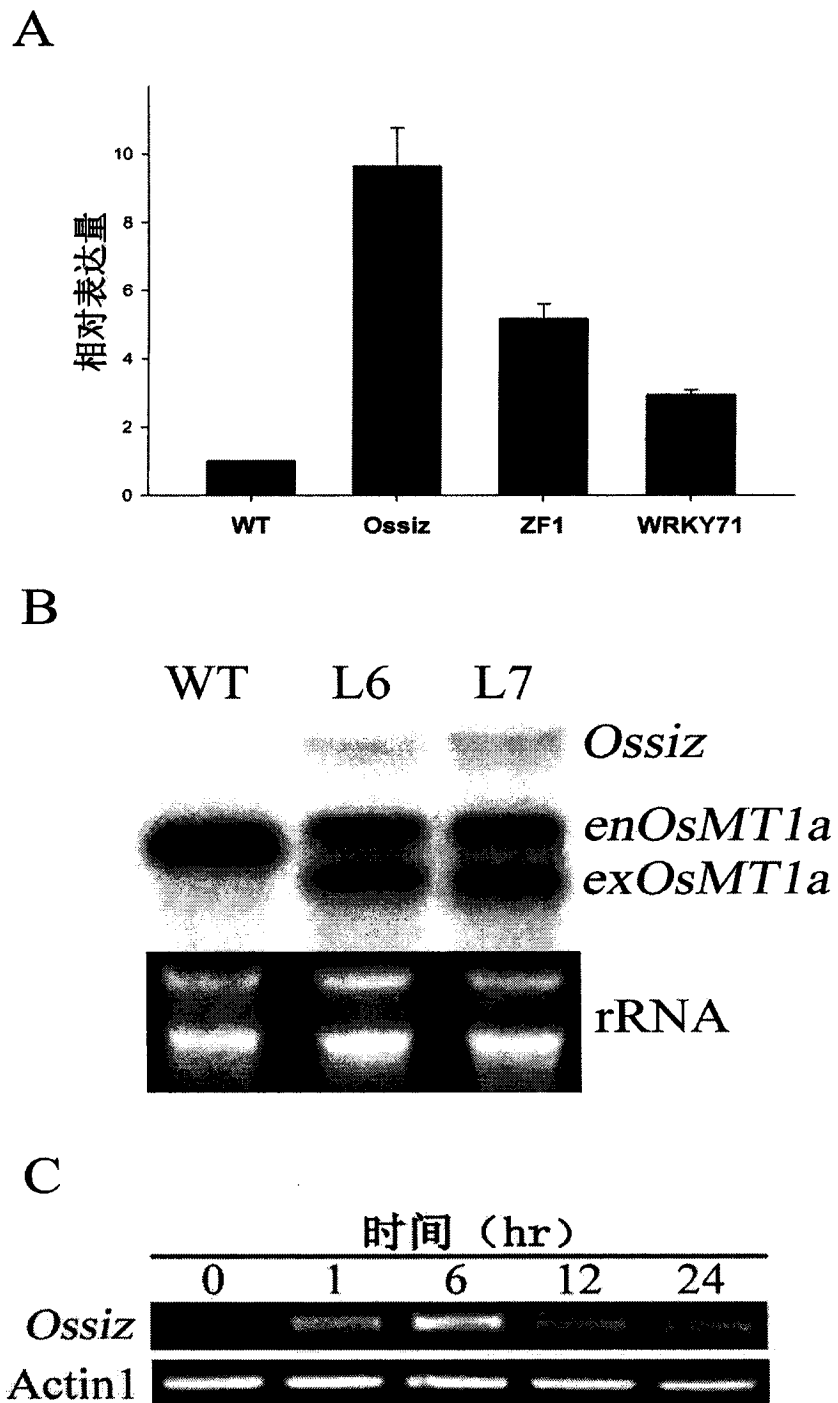 A
相对表达量
10
8
6
4
2
0
WT Ossiz ZF1 WRKY71
B
WT L6 L7
Ossiz
enOsMT1a
exOsMT1a
rRNA
C
时间（hr）
0 1 6 12 24
Ossiz
Actin1